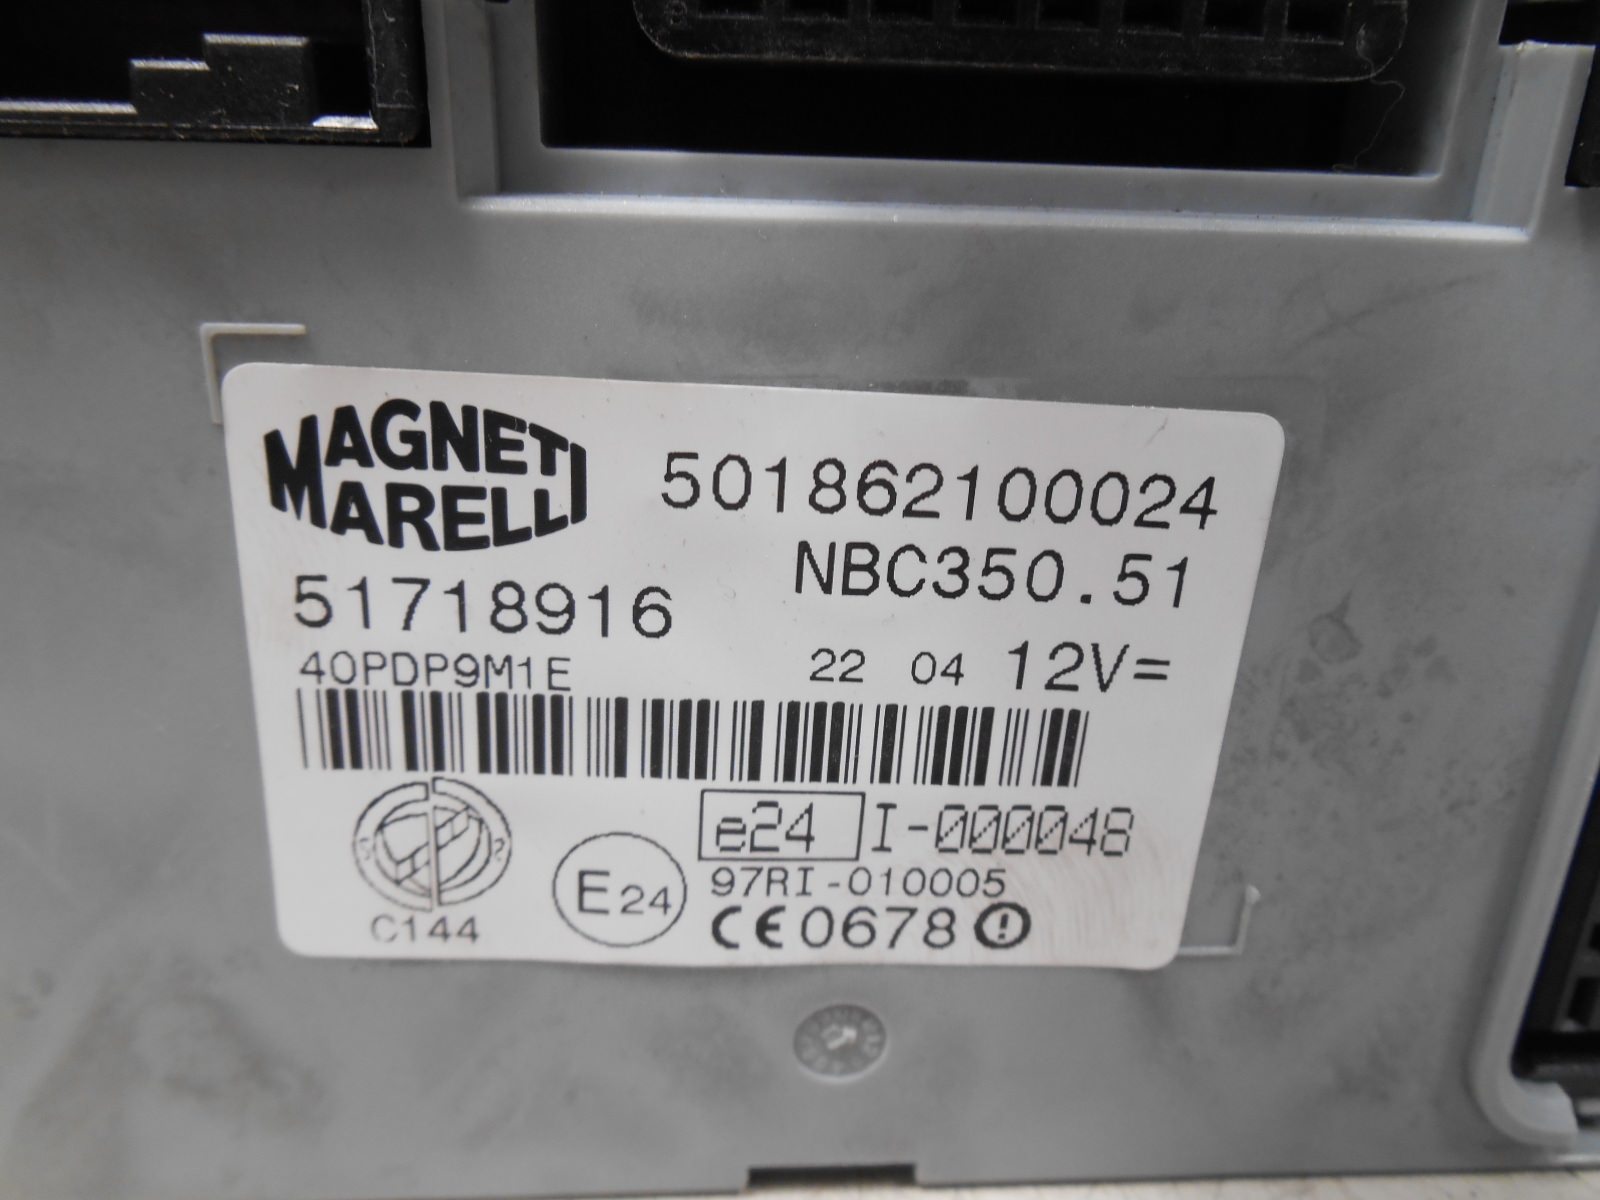 MAGNETI
MARELLI
501862100024
NBC350.51
51718916
40PDP9M1E
22 04 12V=
e24 I-000048
E24
97RI-010005
CE0678
C144